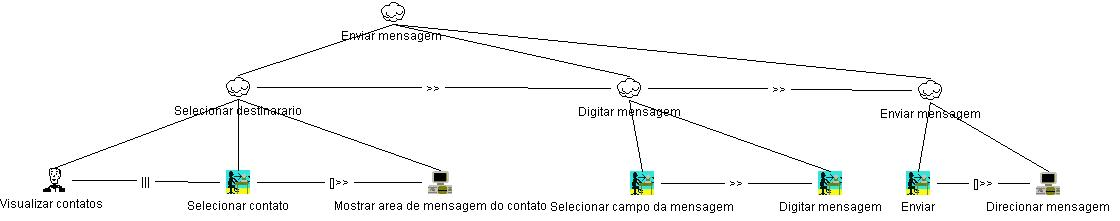 Enviar mensagem
Selecionar destinarario
>>
Digitar mensagem
>>
Enviar mensagem
Visualizar contatos
|||
Selecionar contato
[]>>
Mostrar area de mensagem do contato
Selecionar campo da mensagem
>>
Digitar mensagem
Enviar
[]>>
Direcionar mensagem